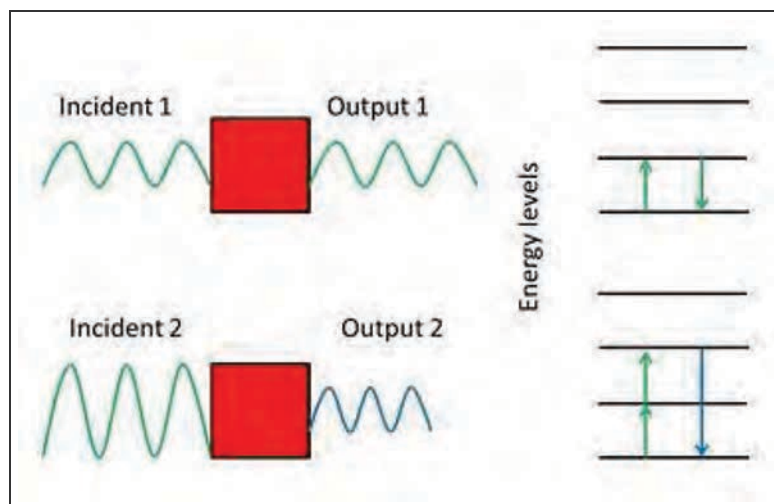 Incident 1
Output 1
Energy levels
Incident 2
Output 2